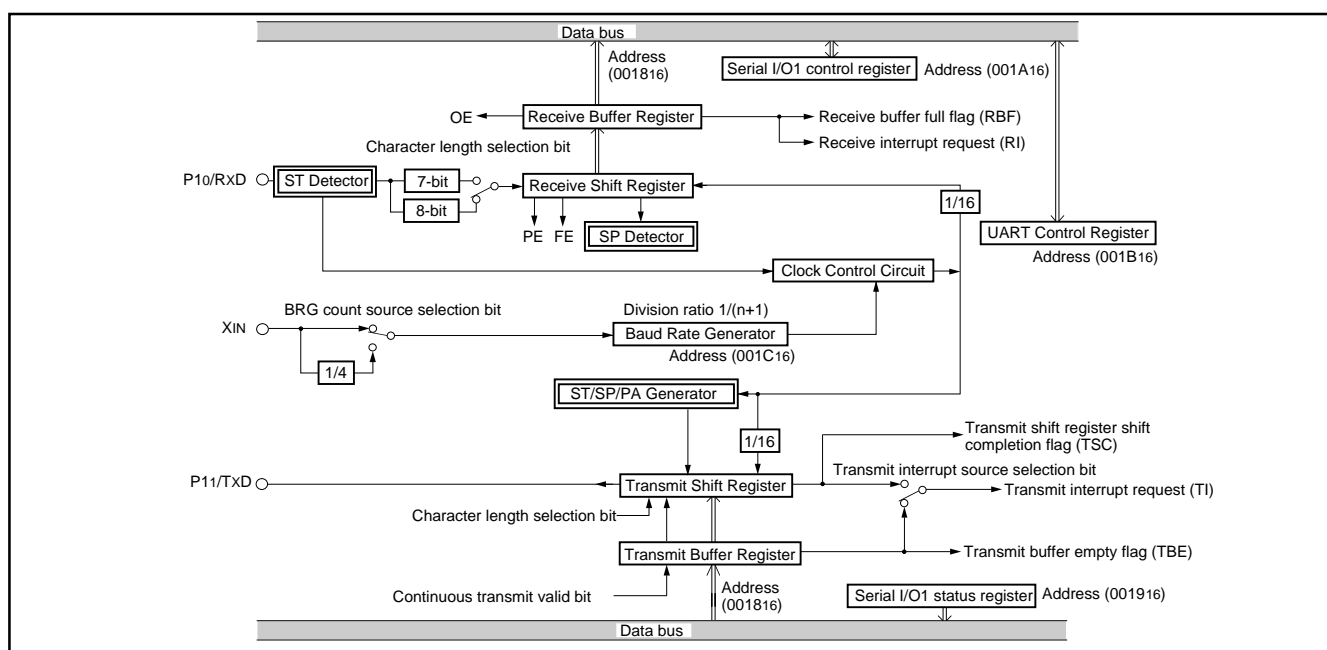 Data bus
Address
(001816)
Serial I/O1 control register
Address (001A16)
OE
Receive Buffer Register
Receive buffer full flag (RBF)
Receive interrupt request (RI)
Character length selection bit
P10/RXD
ST Detector
7-bit
8-bit
Receive Shift Register
1/16
PE
FE
SP Detector
UART Control Register
Address (001B16)
Clock Control Circuit
BRG count source selection bit
Division ratio 1/(n+1)
XIN
Baud Rate Generator
Address (001C16)
1/4
ST/SP/PA Generator
1/16
Transmit shift register shift
completion flag (TSC)
Transmit interrupt source selection bit
P11/TXD
Transmit Shift Register
Transmit interrupt request (TI)
Character length selection bit
Transmit Buffer Register
Transmit buffer empty flag (TBE)
Continuous transmit valid bit
Address
(001816)
Serial I/O1 status register
Address (001916)
Data bus